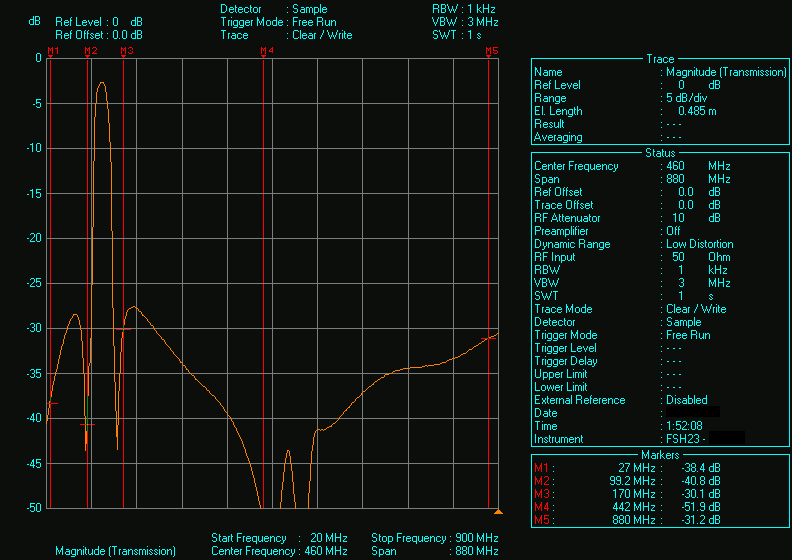 Detector : Sample RBW : 1 kHz
dB Ref Level : 0 dB Trigger Mode : Free Run VBW : 3 MHz
Ref Offset : 0.0 dB Trace : Clear / Write SWT : 1 s
M1 M2 M3 M4 M5
0
-5
-10
-15
-20
-25
-30
-35
-40
-45
-50
Start Frequency : 20 MHz Stop Frequency : 900 MHz
Magnitude (Transmission) Center Frequency : 460 MHz Span : 880 MHz
Trace
Name : Magnitude (Transmission)
Ref Level : 0 dB
Range : 5 dB/div
El. Length : 0.485 m
Result : - - -
Averaging : - - -
Status
Center Frequency : 460 MHz
Span : 880 MHz
Ref Offset : 0.0 dB
Trace Offset : 0.0 dB
RF Attenuator : 10 dB
Preamplifier : Off
Dynamic Range : Low Distortion
RF Input : 50 Ohm
RBW : 1 kHz
VBW : 3 MHz
SWT : 1 s
Trace Mode : Clear / Write
Detector : Sample
Trigger Mode : Free Run
Trigger Level : - - -
Trigger Delay : - - -
Upper Limit : - - -
Lower Limit : - - -
External Reference : Disabled
Date :
Time : 1:52:08
Instrument : FSH23 -
Markers
M1 : 27 MHz : -38.4 dB
M2 : 99.2 MHz : -40.8 dB
M3 : 170 MHz : -30.1 dB
M4 : 442 MHz : -51.9 dB
M5 : 880 MHz : -31.2 dB